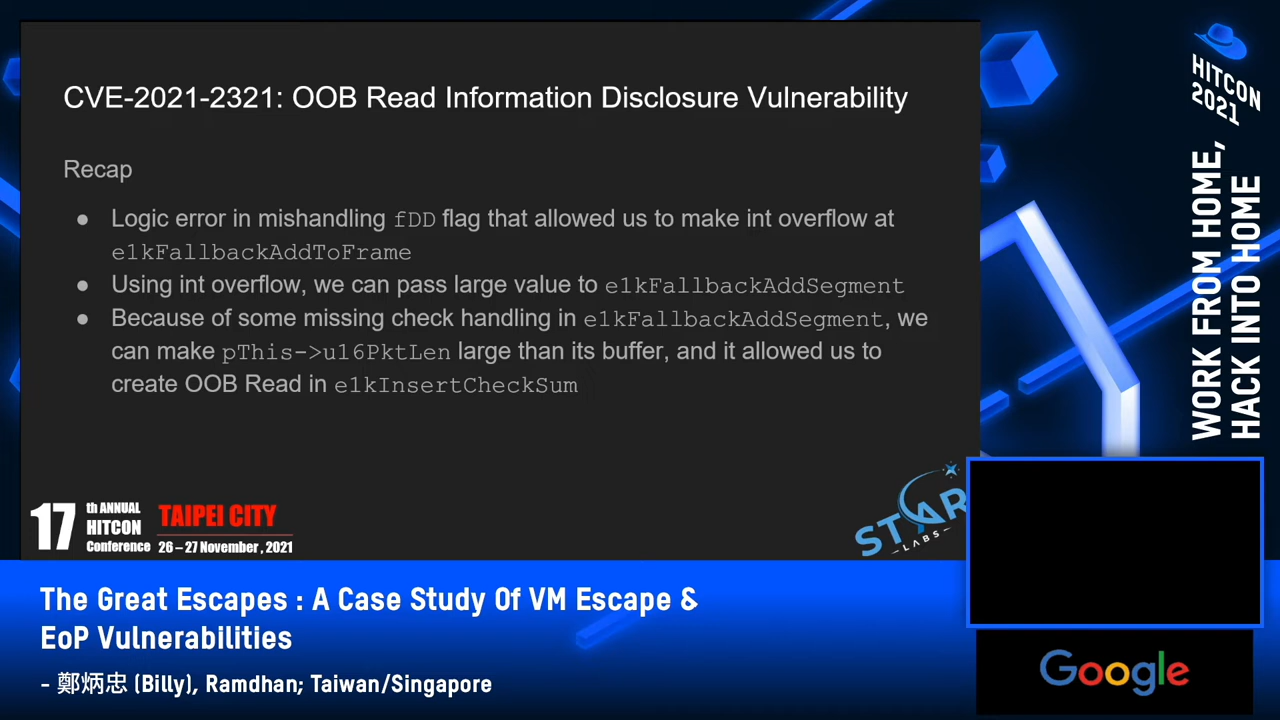 CVE-2021-2321: OOB Read Information Disclosure Vulnerability
Recap
● Logic error in mishandling fDD flag that allowed us to make int overflow at
e1kFallbackAddToFrame
● Using int overflow, we can pass large value to e1kFallbackAddSegment
● Because of some missing check handling in e1kFallbackAddSegment, we
can make pThis->u16PktLen large than its buffer, and it allowed us to
create OOB Read in e1kInsertCheckSum
17
th ANNUAL
HITCON
Conference
TAIPEI CITY
26 – 27 November , 2021
STAR
LABS
HITCON
2021
WORK FROM HOME,
HACK INTO HOME
The Great Escapes : A Case Study Of VM Escape &
EoP Vulnerabilities
- 鄭炳忠 (Billy), Ramdhan; Taiwan/Singapore
Google